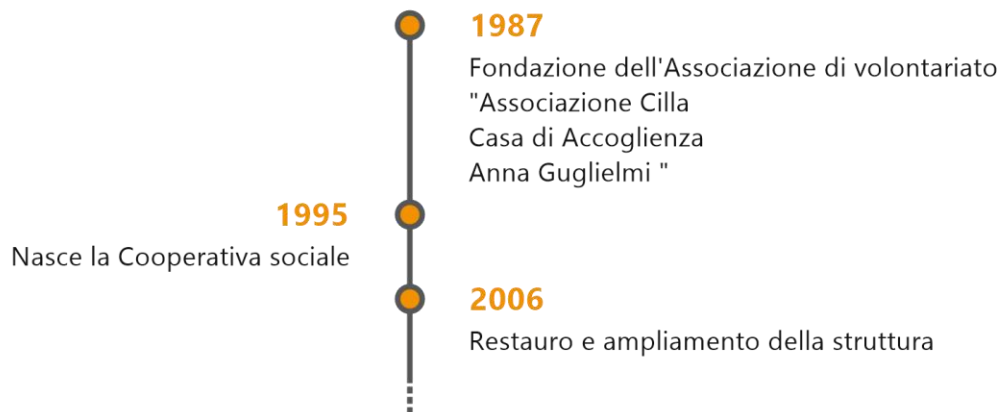 1987
Fondazione dell'Associazione di volontariato
"Associazione Cilla
Casa di Accoglienza
Anna Guglielmi "
1995
Nasce la Cooperativa sociale
2006
Restauro e ampliamento della struttura